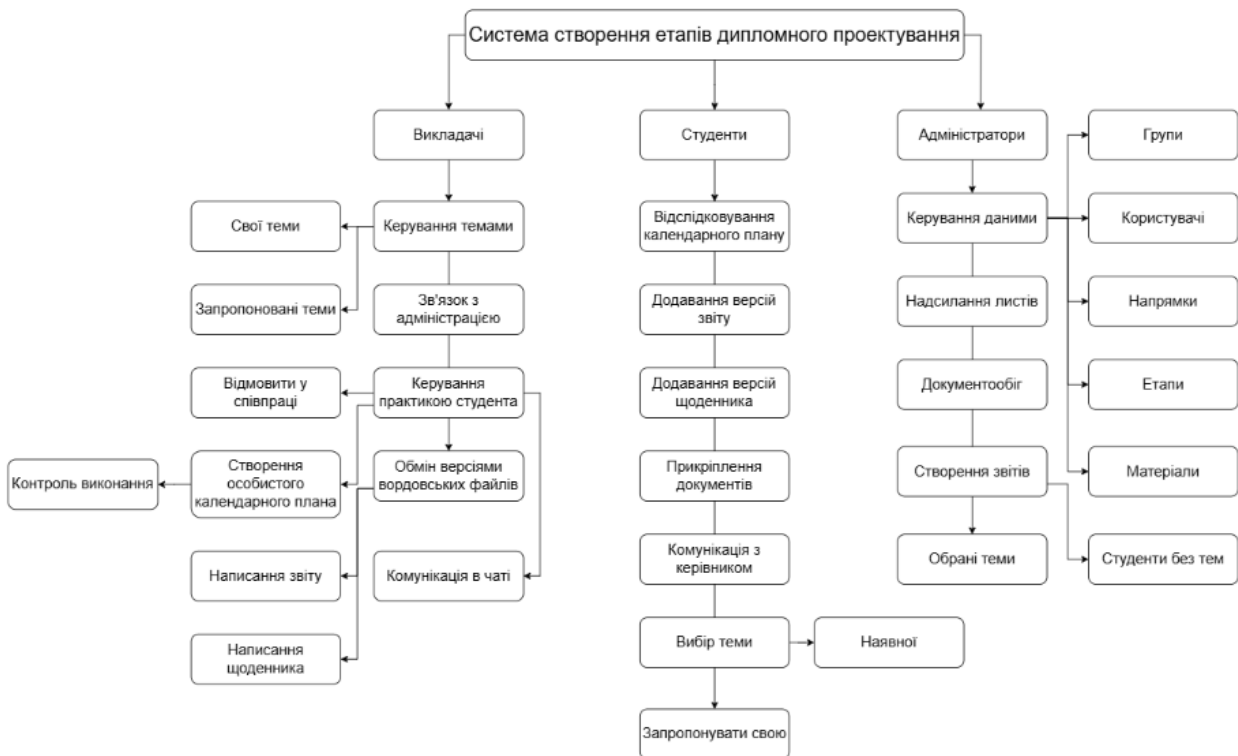 Система створення етапів дипломного проектування
Викладачі
Студенти
Адміністратори
Групи
Свої теми
Керування темами
Відслідковування
календарного плану
Керування даними
Користувачі
Запропоновані теми
Зв'язок з
адміністрацією
Додавання версій
звіту
Надсилання листів
Напрямки
Відмовити у
співпраці
Керування
практикою студента
Додавання версій
щоденника
Документообіг
Етапи
Контроль виконання
Створення
особистого
календарного плана
Обмін версіями
вордовських файлів
Прикріплення
документів
Створення звітів
Матеріали
Написання звіту
Комунікація в чаті
Комунікація з
керівником
Обрані теми
Студенти без тем
Написання
щоденника
Вибір теми
Наявної
Запропонувати свою